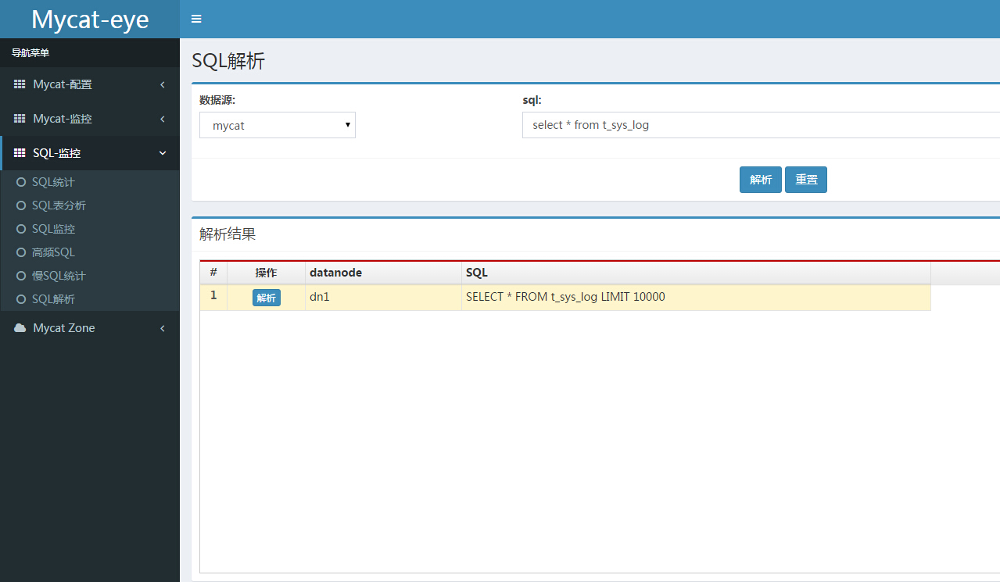 Mycat-eye
导航菜单
Mycat-配置
Mycat-监控
SQL-监控
SQL统计
SQL表分析
SQL监控
高频SQL
慢SQL统计
SQL解析
Mycat Zone
SQL解析
数据源: sql:
mycat select * from t_sys_log
解析 重置
解析结果
# 操作 datanode SQL
1 解析 dn1 SELECT * FROM t_sys_log LIMIT 10000